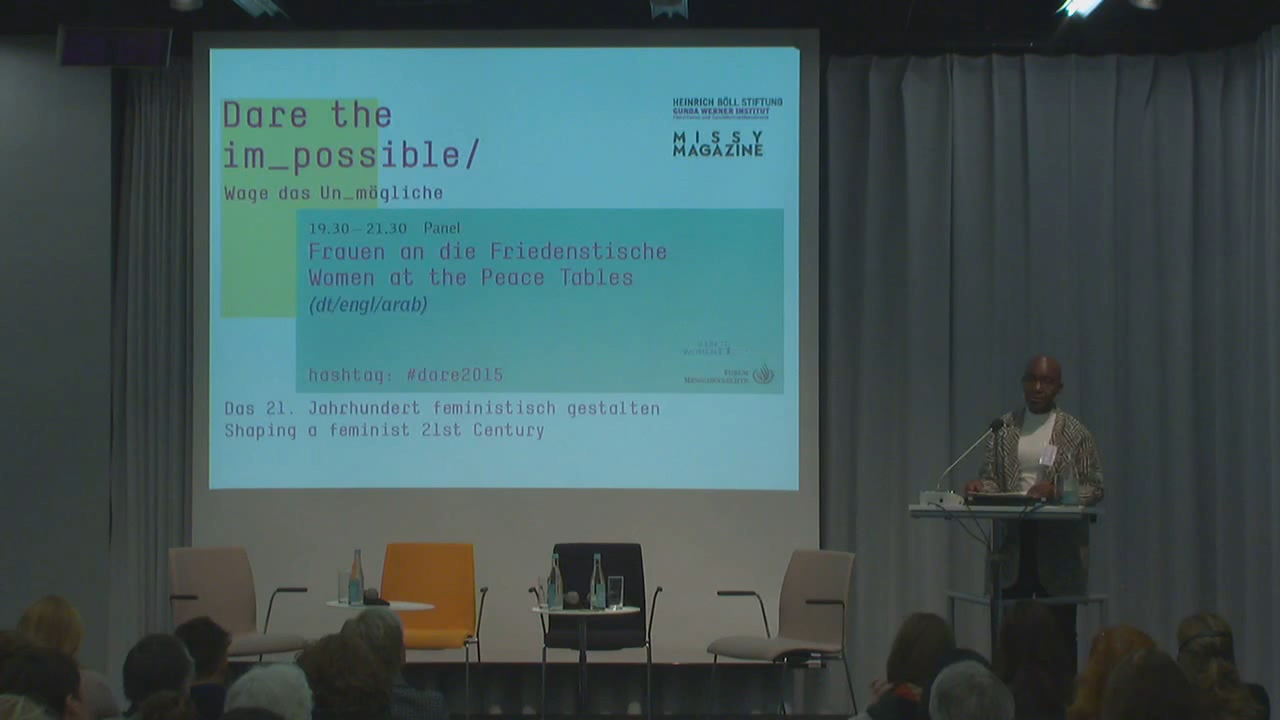 Dare the
im_possible/
Wage das Un_mögliche
HEINRICH BÖLL STIFTUNG
GUNDA WERNER INSTITUT
MISSY
MAGAZINE
19.30 – 21.30 Panel
Frauen an die Friedenstische
Women at the Peace Tables
(dt/engl/arab)
hashtag: #dare2015
FORUM
MENSCHENRECHTE
Das 21. Jahrhundert feministisch gestalten
Shaping a feminist 21st Century